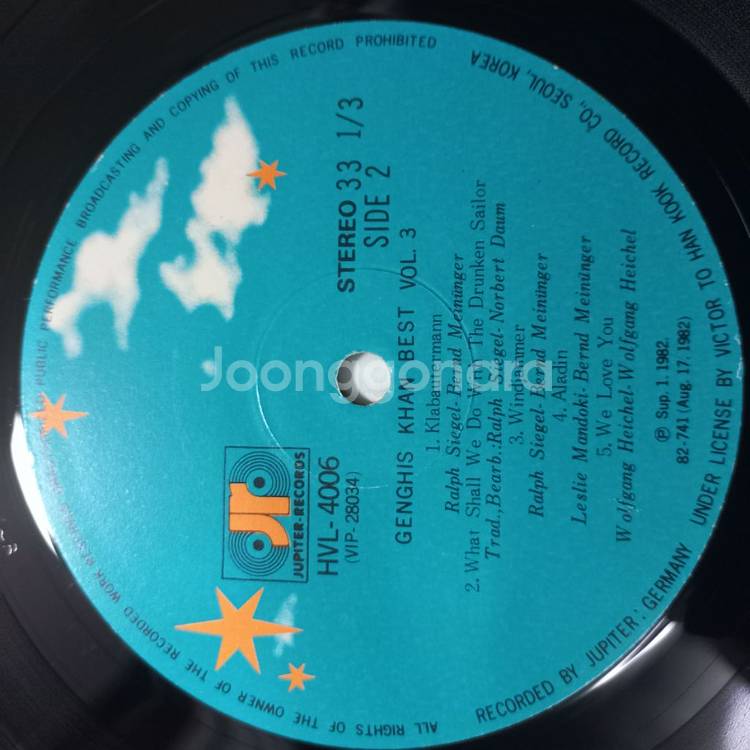 ALL RIGHTS OF THE OWNER OF THE RECORDED WORK RESERVED PUBLIC PERFORMANCE BROADCASTING AND COPYING OF THIS RECORD PROHIBITED
JR
JUPITER-RECORDS
HVL-4006
(VIP-28034)
STEREO 33 1/3
SIDE 2
GENGHIS KHAN BEST VOL. 3
1. Klabautermann
Ralph Siegel-Bernd Meinünger
2. What Shall We Do With The Drunken Sailor
Trad., Bearb.:Ralph Siegel-Norbert Daum
3. Windjammer
Ralph Siegel-Bernd Meinünger
4. Aladin
Leslie Mandoki-Bernd Meinünger
5. We Love You
Wolfgang Heichel-Wolfgang Heichel
Ⓟ Sup. 1. 1982.
82-741 (Aug. 17. 1982)
RECORDED BY JUPITER: GERMANY UNDER LICENSE BY VICTOR TO HAN KOOK RECORD CO., SEOUL, KOREA
Joonggonara